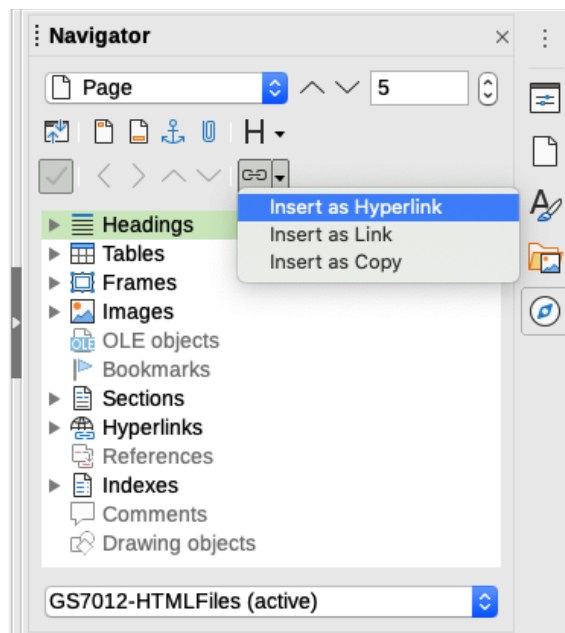 Navigator
Page
5
H
Insert as Hyperlink
Insert as Link
Insert as Copy
Headings
Tables
Frames
Images
OLE OLE objects
Bookmarks
Sections
Hyperlinks
References
Indexes
Comments
Drawing objects
GS7012-HTMLFiles (active)